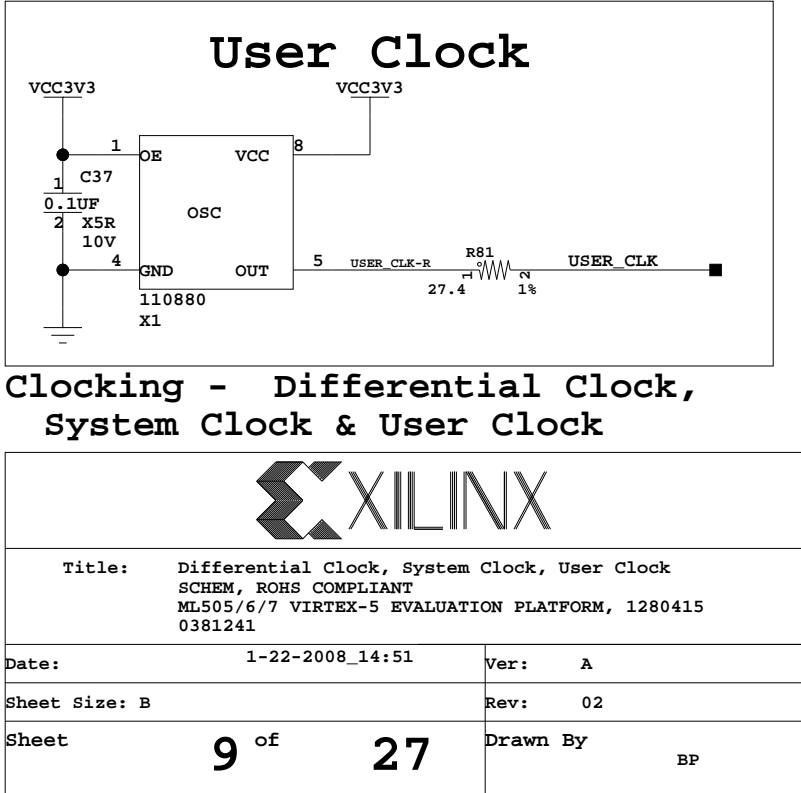 User Clock
VCC3V3 VCC3V3
1 OE VCC 8
1 C37
0.1UF OSC
2 X5R
10V
4 GND OUT 5 USER_CLK-R R81 USER_CLK
1 2
27.4 1%
110880
X1
Clocking - Differential Clock,
System Clock & User Clock
XILINX
Title: Differential Clock, System Clock, User Clock
SCHEM, ROHS COMPLIANT
ML505/6/7 VIRTEX-5 EVALUATION PLATFORM, 1280415
0381241
Date: 1-22-2008_14:51 Ver: A
Sheet Size: B Rev: 02
Sheet 9 of 27 Drawn By
BP